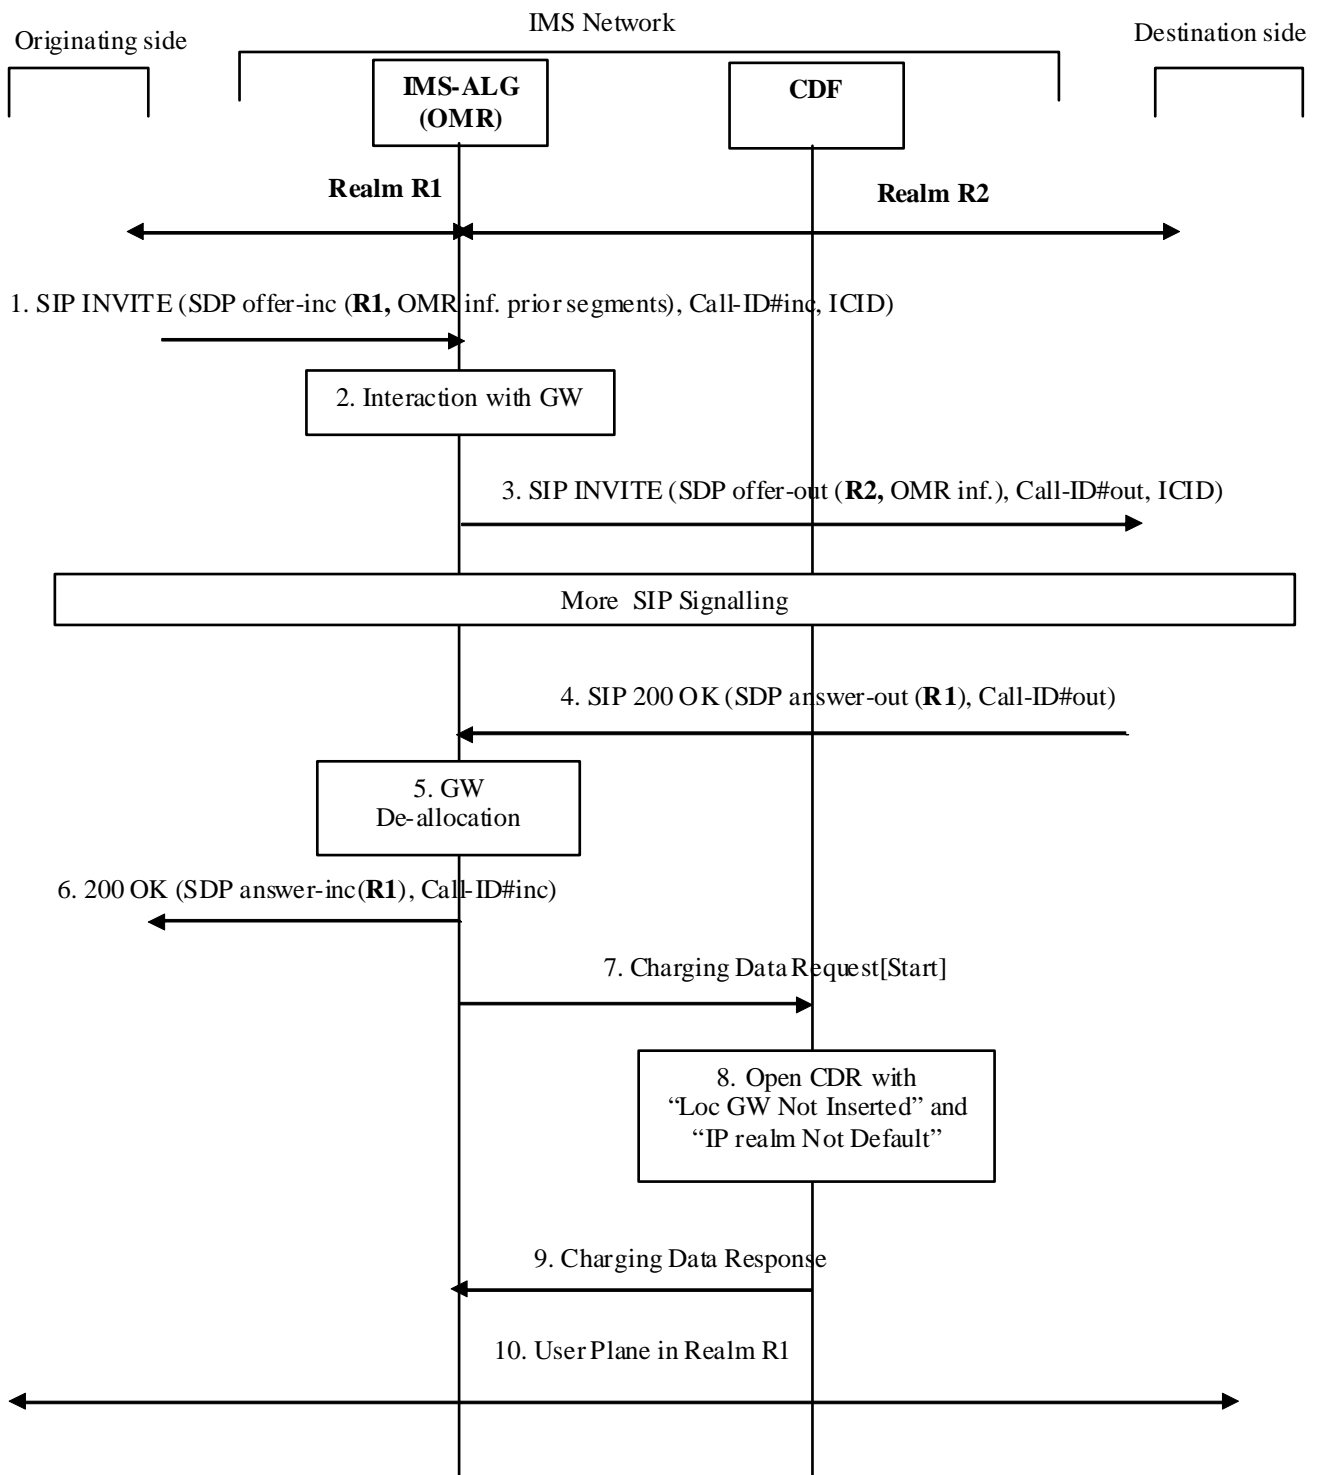 IMS Network
Originating side
Destination side
IMS-ALG
(OMR)
CDF
Realm R1
Realm R2
1. SIP INVITE (SDP offer-inc (R1, OMR inf. prior segments), Call-ID#inc, ICID)
2. Interaction with GW
3. SIP INVITE (SDP offer-out (R2, OMR inf.), Call-ID#out, ICID)
More SIP Signalling
4. SIP 200 OK (SDP answer-out (R1), Call-ID#out)
5. GW
De-allocation
6. 200 OK (SDP answer-inc(R1), Call-ID#inc)
7. Charging Data Request[Start]
8. Open CDR with
“Loc GW Not Inserted” and
“IP realm Not Default”
9. Charging Data Response
10. User Plane in Realm R1